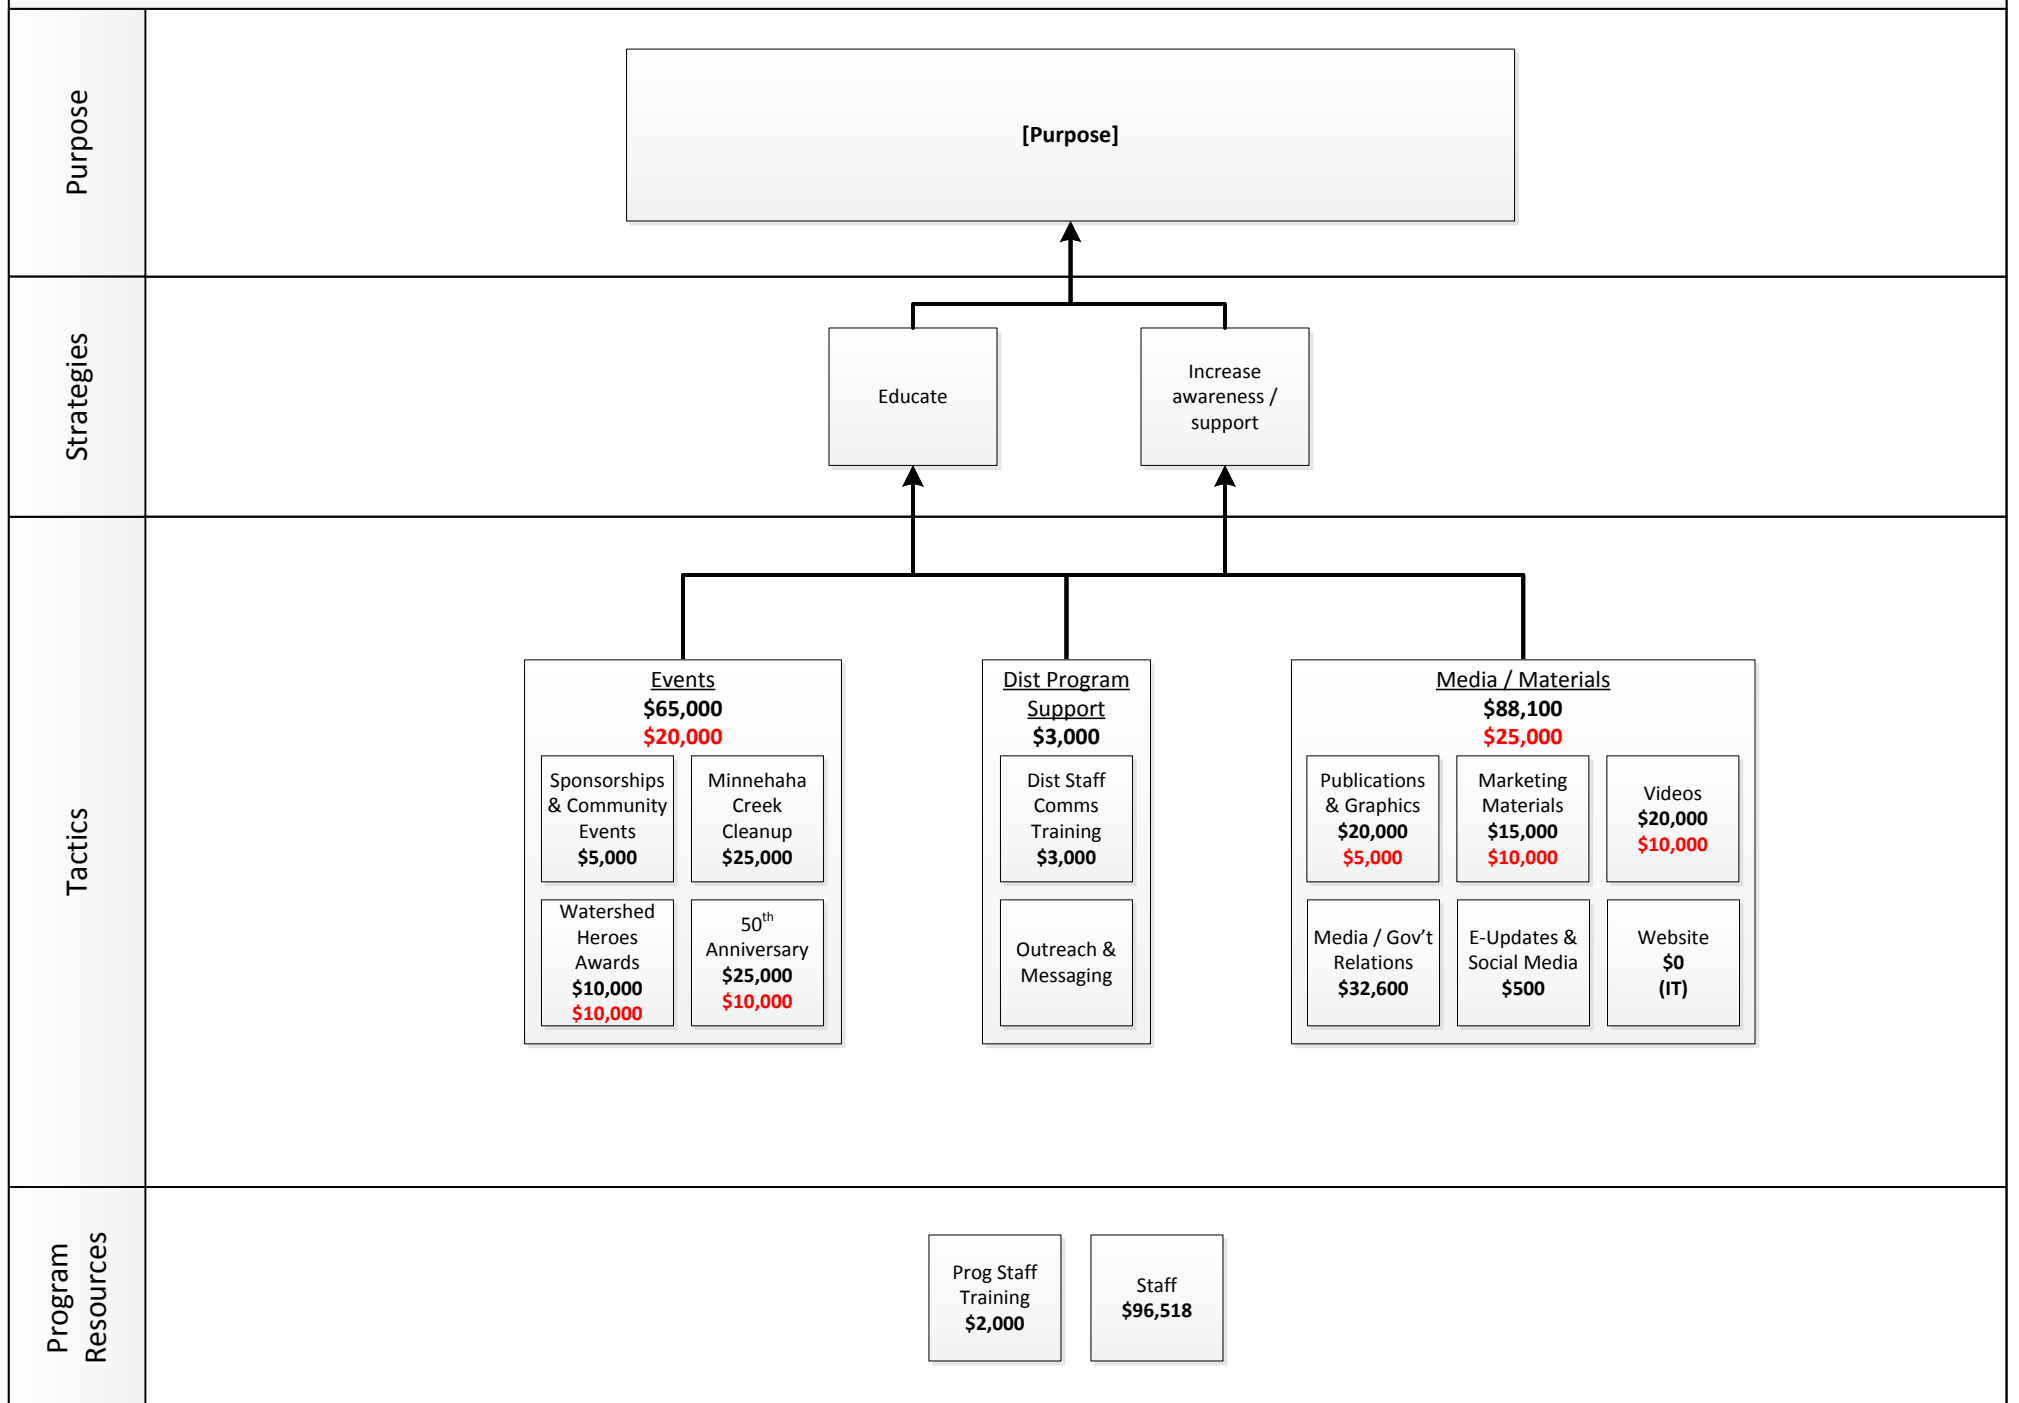 Purpose
[Purpose]
Strategies
Educate
Increase
awareness /
support
Tactics
Events
$65,000
$20,000
Sponsorships
& Community
Events
$5,000
Minnehaha
Creek
Cleanup
$25,000
Watershed
Heroes
Awards
$10,000
$10,000
50th
Anniversary
$25,000
$10,000
Dist Program
Support
$3,000
Dist Staff
Comms
Training
$3,000
Outreach &
Messaging
Media / Materials
$88,100
$25,000
Publications
& Graphics
$20,000
$5,000
Marketing
Materials
$15,000
$10,000
Videos
$20,000
$10,000
Media / Gov't
Relations
$32,600
E-Updates &
Social Media
$500
Website
$0
(IT)
Program
Resources
Prog Staff
Training
$2,000
Staff
$96,518